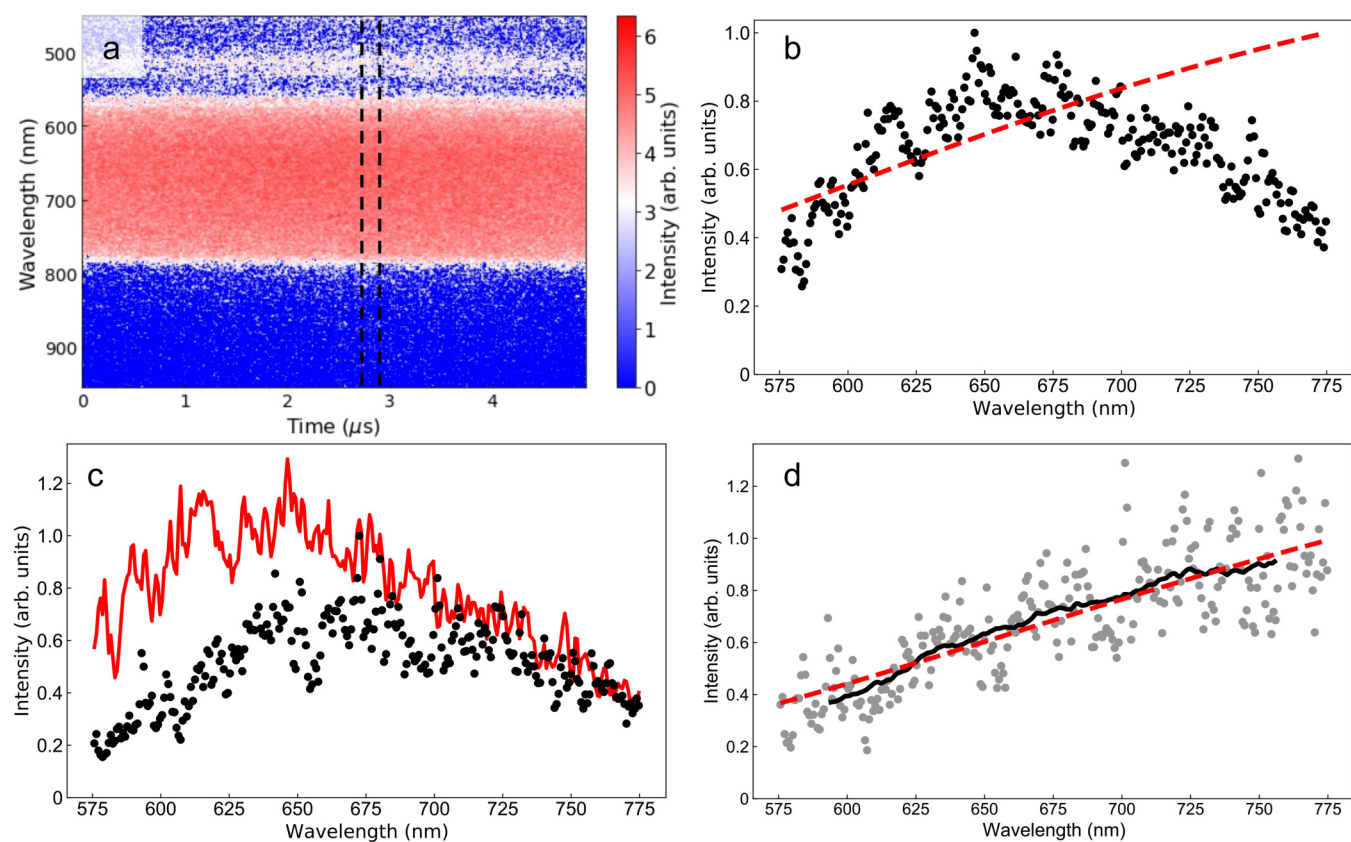 a
500
600
700
800
900
Wavelength (nm)
0 1 2 3 4
Time (μs)
6
5
4
3
2
1
0
Intensity (arb. units)
b
1.0
0.8
0.6
0.4
0.2
0
Intensity (arb. units)
575 600 625 650 675 700 725 750 775
Wavelength (nm)
c
1.2
1.0
0.8
0.6
0.4
0.2
0
Intensity (arb. units)
575 600 625 650 675 700 725 750 775
Wavelength (nm)
d
1.2
1.0
0.8
0.6
0.4
0.2
0
Intensity (arb. units)
575 600 625 650 675 700 725 750 775
Wavelength (nm)